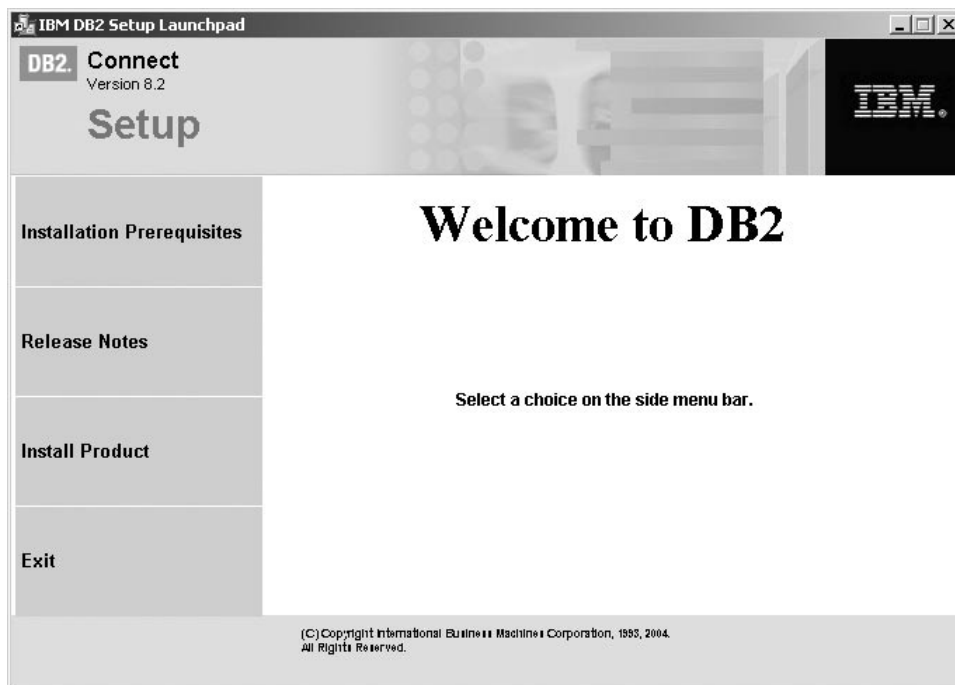 IBM DB2 Setup Launchpad
DB2. Connect
Version 8.2
Setup
IBM.
Installation Prerequisites
Welcome to DB2
Release Notes
Select a choice on the side menu bar.
Install Product
Exit
(C) Copyright International Business Machines Corporation, 1993, 2004.
All Rights Reserved.